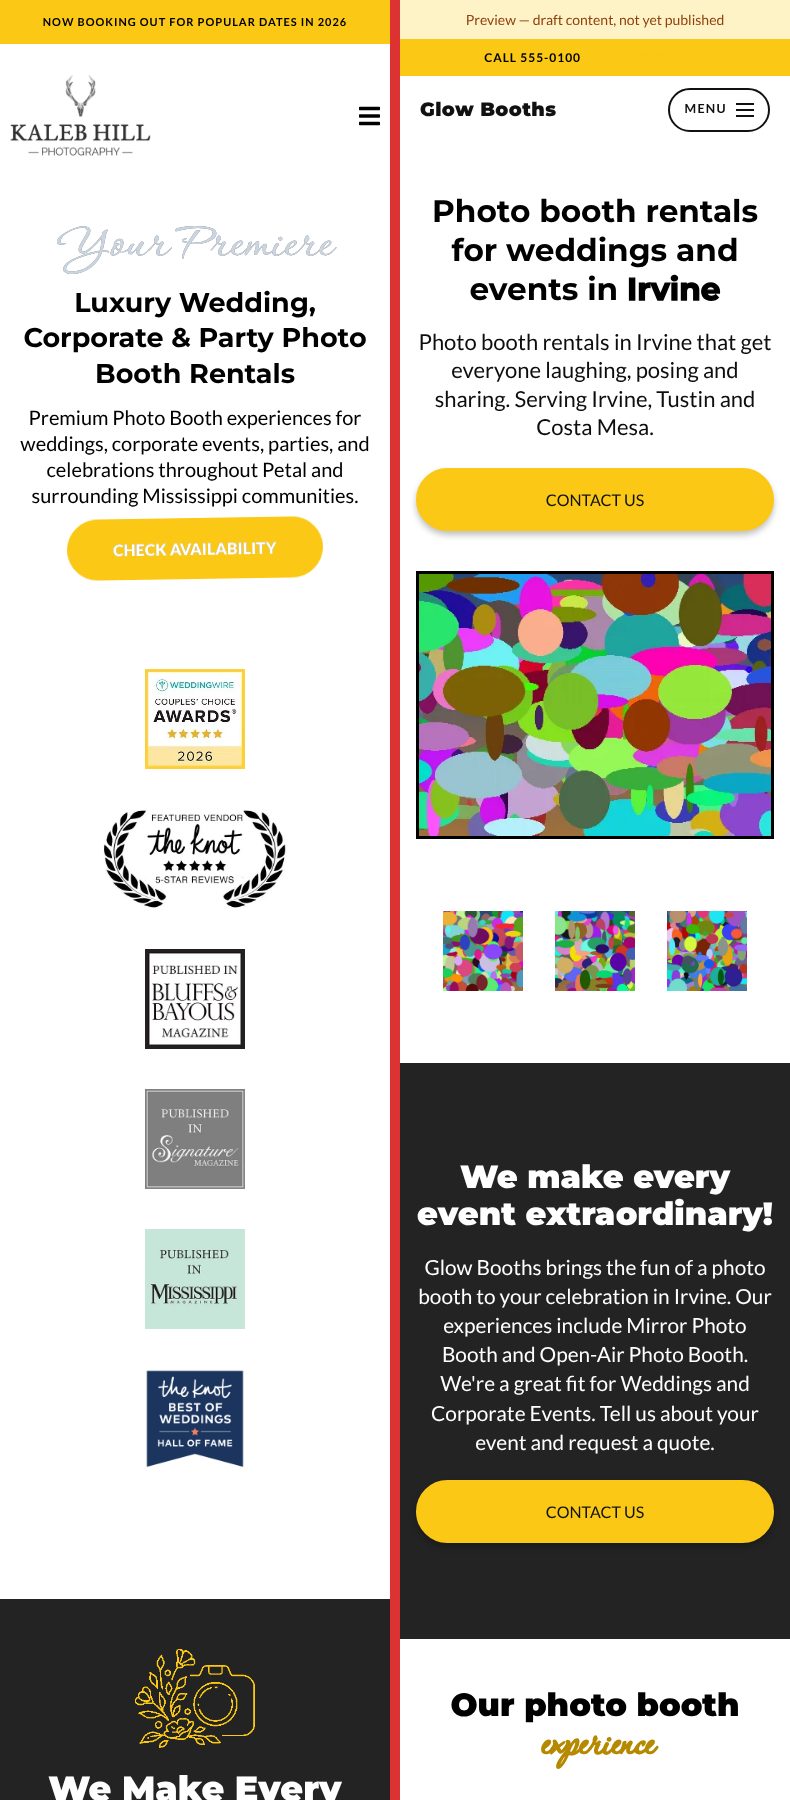 NOW BOOKING OUT FOR POPULAR DATES IN 2026
KALEB HILL
— PHOTOGRAPHY —
Your Premiere
Luxury Wedding,
Corporate & Party Photo
Booth Rentals
Premium Photo Booth experiences for
weddings, corporate events, parties, and
celebrations throughout Petal and
surrounding Mississippi communities.
CHECK AVAILABILITY
WEDDINGWIRE
COUPLES' CHOICE
AWARDS®
2026
FEATURED VENDOR
the knot
5-STAR REVIEWS
PUBLISHED IN
BLUFFS&
BAYOUS
MAGAZINE
PUBLISHED
IN
Signature
MAGAZINE
PUBLISHED
IN
MISSISSIPPI
MAGAZINE
the knot
BEST OF
WEDDINGS
HALL OF FAME
We Make Every
Preview — draft content, not yet published
CALL 555-0100
Glow Booths
MENU
Photo booth rentals
for weddings and
events in Irvine
Photo booth rentals in Irvine that get
everyone laughing, posing and
sharing. Serving Irvine, Tustin and
Costa Mesa.
CONTACT US
We make every
event extraordinary!
Glow Booths brings the fun of a photo
booth to your celebration in Irvine. Our
experiences include Mirror Photo
Booth and Open-Air Photo Booth.
We're a great fit for Weddings and
Corporate Events. Tell us about your
event and request a quote.
CONTACT US
Our photo booth
experience